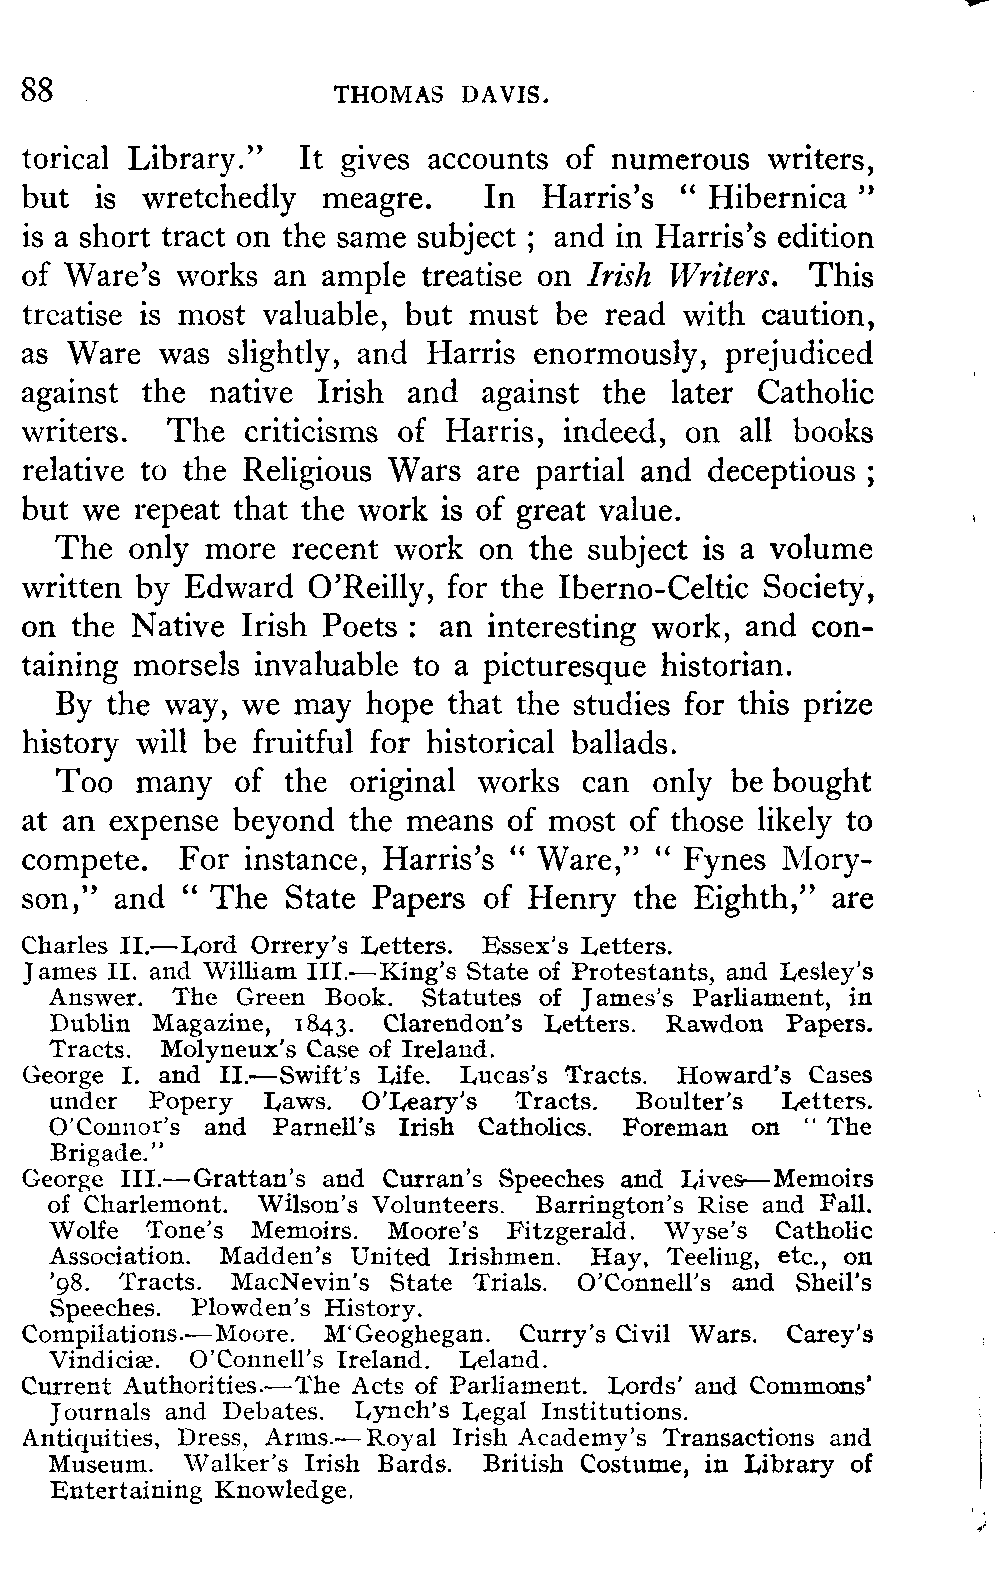 88 THOMAS DAVIS.
torical Library.” It gives accounts of numerous writers,
but is wretchedly meagre. In Harris’s “ Hibernica ”
is a short tract on the same subject ; and in Harris’s edition
of Ware’s works an ample treatise on Irish Writers. This
treatise is most valuable, but must be read with caution,
as Ware was slightly, and Harris enormously, prejudiced
against the native Irish and against the later Catholic
writers. The criticisms of Harris, indeed, on all books
relative to the Religious Wars are partial and deceptious ;
but we repeat that the work is of great value.
The only more recent work on the subject is a volume
written by Edward O’Reilly, for the Iberno-Celtic Society,
on the Native Irish Poets : an interesting work, and con-
taining morsels invaluable to a picturesque historian.
By the way, we may hope that the studies for this prize
history will be fruitful for historical ballads.
Too many of the original works can only be bought
at an expense beyond the means of most of those likely to
compete. For instance, Harris’s “ Ware,” “ Fynes Mory-
son,” and “ The State Papers of Henry the Eighth,” are
Charles II.—Lord Orrery’s Letters. Essex’s Letters.
James II. and William III.—King’s State of Protestants, and Lesley’s
Answer. The Green Book. Statutes of James’s Parliament, in
Dublin Magazine, 1843. Clarendon’s Letters. Rawdon Papers.
Tracts. Molyneux’s Case of Ireland.
George I. and II.—Swift’s Life. Lucas’s Tracts. Howard’s Cases
under Popery Laws. O’Leary’s Tracts. Boulter’s Letters.
O’Connor’s and Parnell’s Irish Catholics. Foreman on “ The
Brigade.”
George III.—Grattan’s and Curran’s Speeches and Lives—Memoirs
of Charlemont. Wilson’s Volunteers. Barrington’s Rise and Fall.
Wolfe Tone’s Memoirs. Moore’s Fitzgerald. Wyse’s Catholic
Association. Madden’s United Irishmen. Hay, Teeling, etc., on
’98. Tracts. MacNevin’s State Trials. O’Connell’s and Sheil’s
Speeches. Plowden’s History.
Compilations.—Moore. M‘Geoghegan. Curry’s Civil Wars. Carey’s
Vindiciæ. O’Connell’s Ireland. Leland.
Current Authorities.—The Acts of Parliament. Lords’ and Commons’
Journals and Debates. Lynch’s Legal Institutions.
Antiquities, Dress, Arms.—Royal Irish Academy’s Transactions and
Museum. Walker’s Irish Bards. British Costume, in Library of
Entertaining Knowledge.